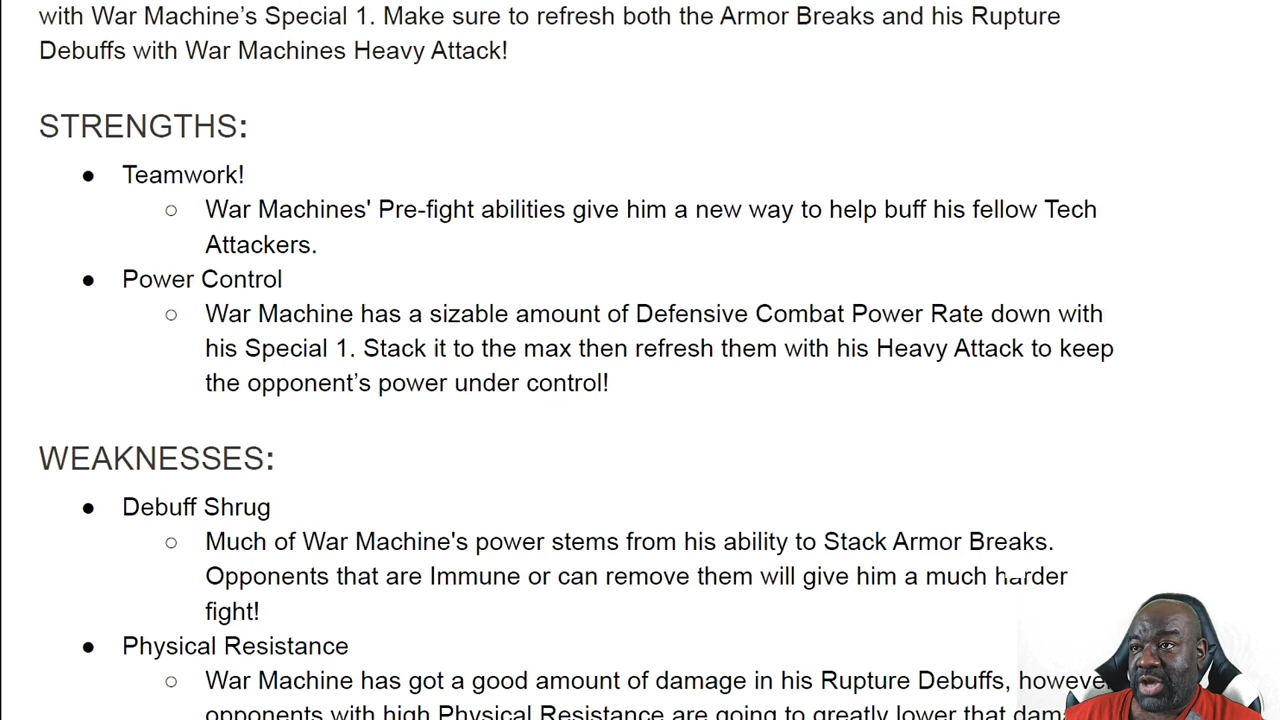 with War Machine’s Special 1. Make sure to refresh both the Armor Breaks and his Rupture
Debuffs with War Machines Heavy Attack!
STRENGTHS:
● Teamwork!
○ War Machines' Pre-fight abilities give him a new way to help buff his fellow Tech
Attackers.
● Power Control
○ War Machine has a sizable amount of Defensive Combat Power Rate down with
his Special 1. Stack it to the max then refresh them with his Heavy Attack to keep
the opponent’s power under control!
WEAKNESSES:
● Debuff Shrug
○ Much of War Machine's power stems from his ability to Stack Armor Breaks.
Opponents that are Immune or can remove them will give him a much harder
fight!
● Physical Resistance
○ War Machine has got a good amount of damage in his Rupture Debuffs,
opponents with high Physical Resistance are going to greatly lower that